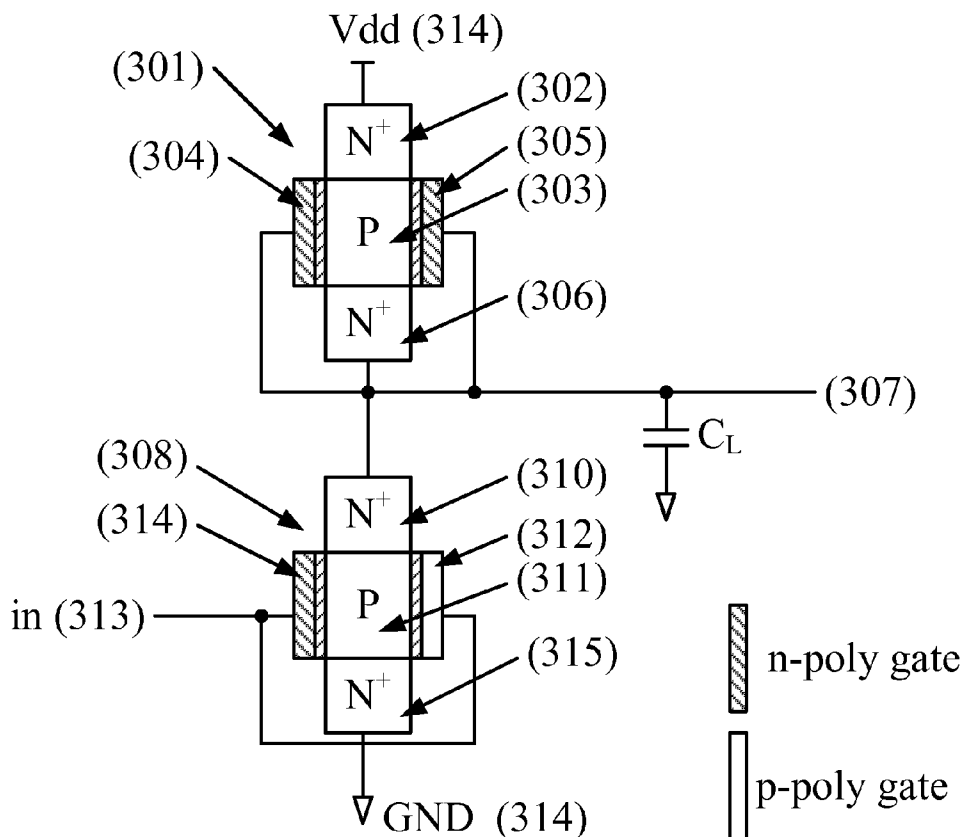 Vdd (314)
(301)
(302)
N+
(304)
(305)
(303)
P
(306)
N+
(307)
CL
(308)
(310)
N+
(314)
(312)
(311)
P
in (313)
(315)
N+
n-poly gate
p-poly gate
GND (314)